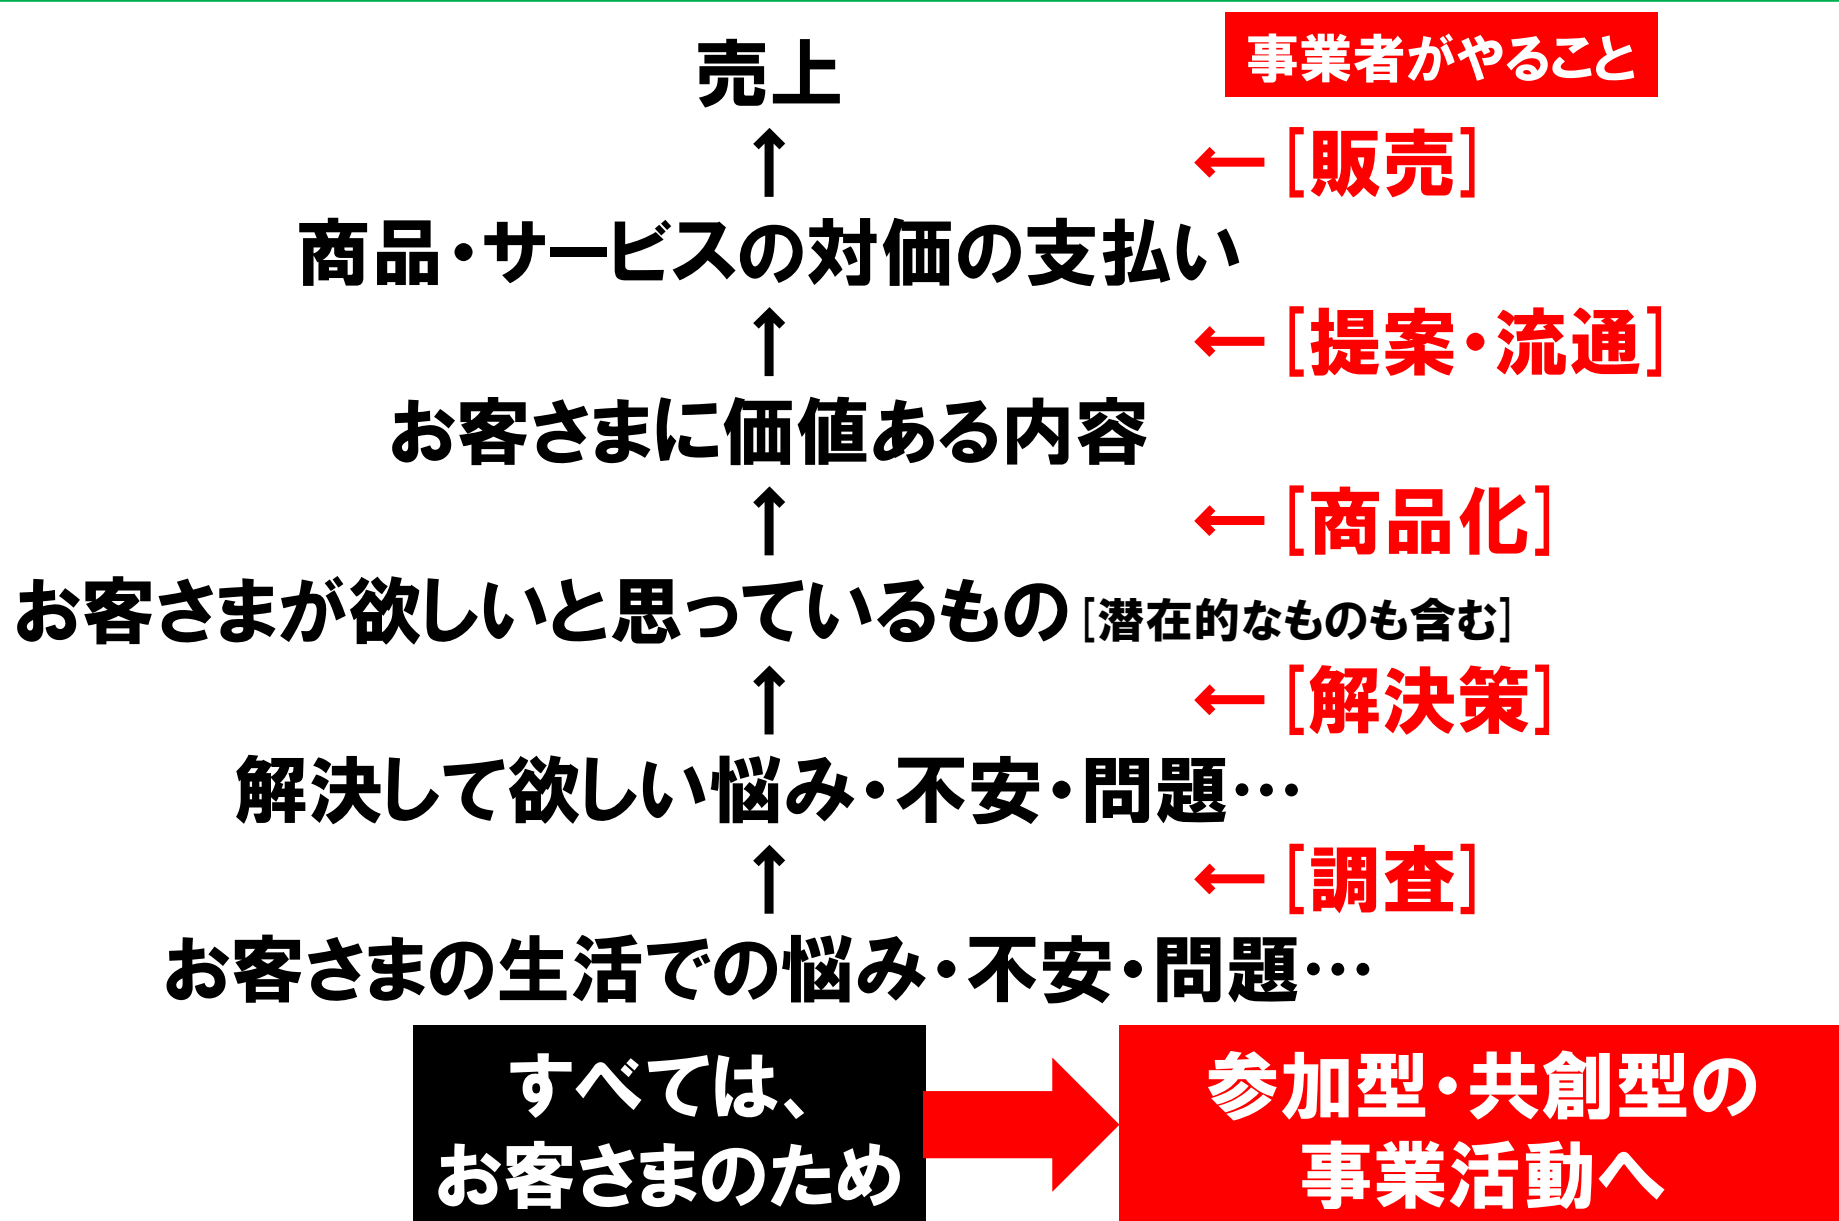 売上
事業者がやること
↑
←［販売］
商品・サービスの対価の支払い
↑
←［提案・流通］
お客さまに価値ある内容
↑
←［商品化］
お客さまが欲しいと思っているもの［潜在的なものも含む］
↑
←［解決策］
解決して欲しい悩み・不安・問題…
↑
←［調査］
お客さまの生活での悩み・不安・問題…
すべては、
お客さまのため
参加型・共創型の
事業活動へ